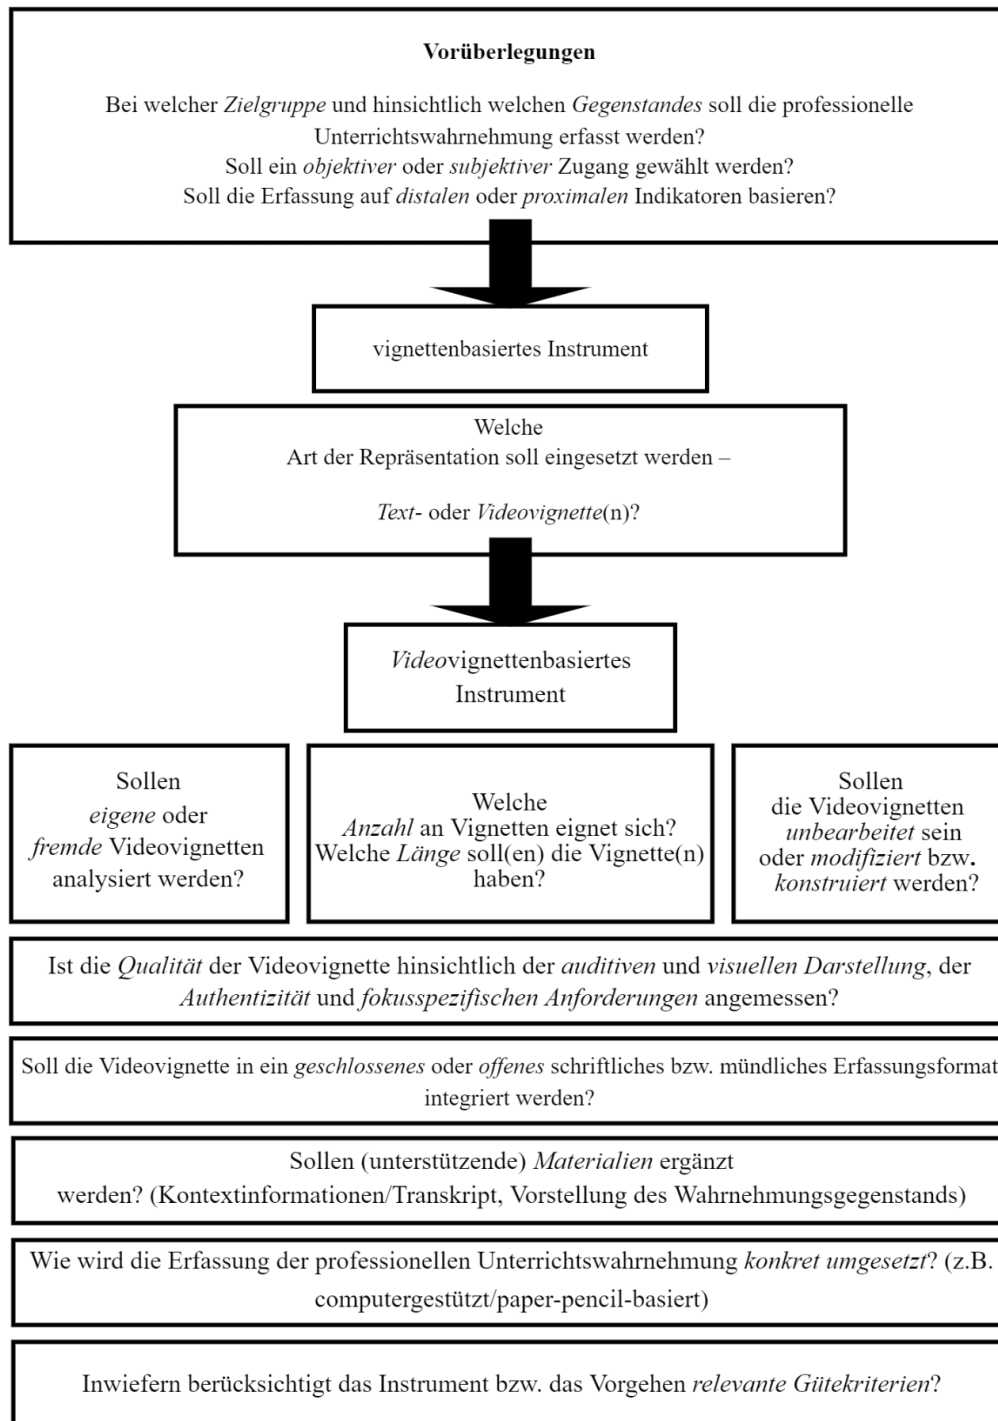 Vorüberlegungen
Bei welcher Zielgruppe und hinsichtlich welchen Gegenstandes soll die professionelle
Unterrichtswahrnehmung erfasst werden?
Soll ein objektiver oder subjektiver Zugang gewählt werden?
Soll die Erfassung auf distalen oder proximalen Indikatoren basieren?
vignettenbasiertes Instrument
Welche
Art der Repräsentation soll eingesetzt werden –
Text- oder Videovignette(n)?
Videovignettenbasiertes
Instrument
Sollen
eigene oder
fremde Videovignetten
analysiert werden?
Welche
Anzahl an Vignetten eignet sich?
Welche Länge soll(en) die Vignette(n)
haben?
Sollen
die Videovignetten
unbearbeitet sein
oder modifiziert bzw.
konstruiert werden?
Ist die Qualität der Videovignette hinsichtlich der auditiven und visuellen Darstellung, der
Authentizität und fokusspezifischen Anforderungen angemessen?
Soll die Videovignette in ein geschlossenes oder offenes schriftliches bzw. mündliches Erfassungsformat
integriert werden?
Sollen (unterstützende) Materialien ergänzt
werden? (Kontextinformationen/Transkript, Vorstellung des Wahrnehmungsgegenstands)
Wie wird die Erfassung der professionellen Unterrichtswahrnehmung konkret umgesetzt? (z.B.
computergestützt/paper-pencil-basiert)
Inwiefern berücksichtigt das Instrument bzw. das Vorgehen relevante Gütekriterien?